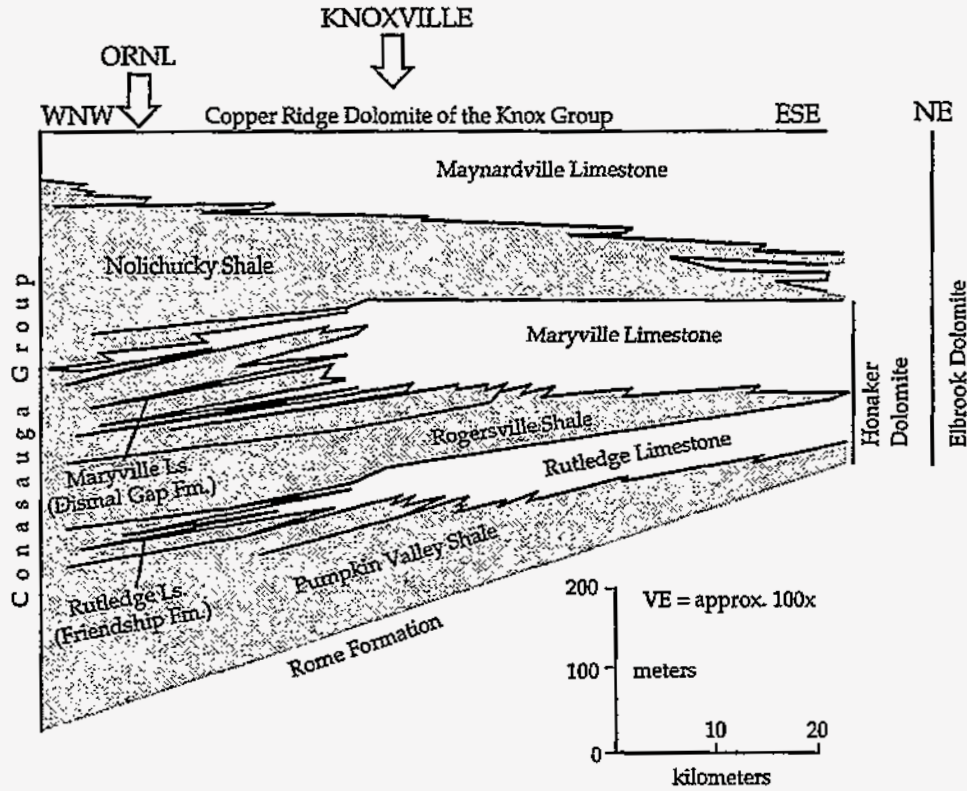 KNOXVILLE
ORNL
WNW
Copper Ridge Dolomite of the Knox Group
ESE
NE
Maynardville Limestone
Nolichucky Shale
Maryville Limestone
Rogersville Shale
Rutledge Limestone
Maryville Ls.
(Dismal Gap Fm.)
Pumpkin Valley Shale
Rutledge Ls.
(Friendship Fm.)
Rome Formation
Conasauga Group
Honaker
Dolomite
Elbrook Dolomite
200
VE = approx. 100x
100
meters
10
20
0
kilometers